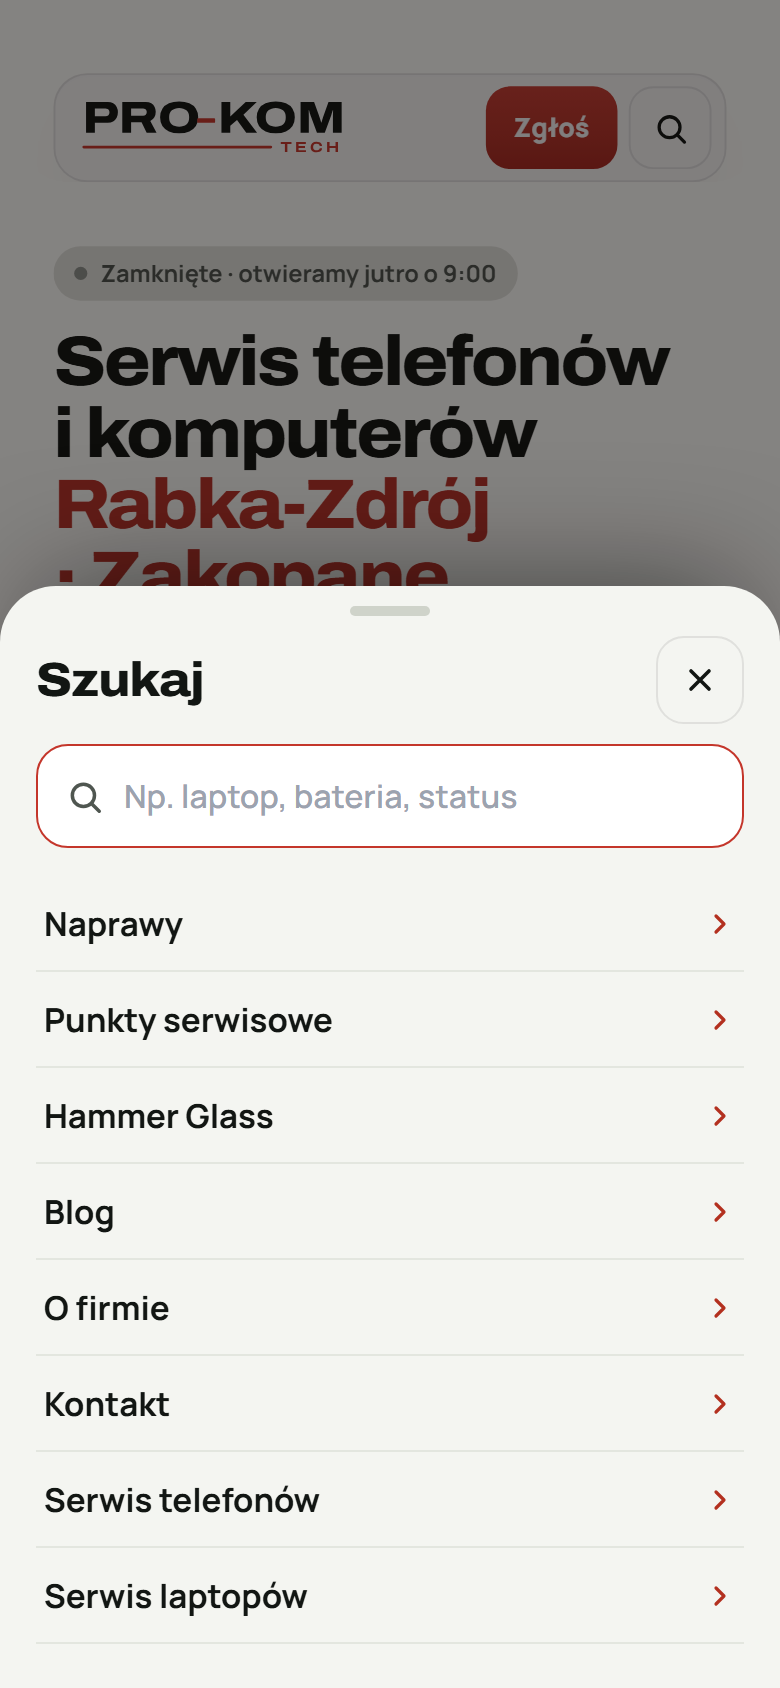 PRO-KOM
TECH
Zgłoś
Zamknięte · otwieramy jutro o 9:00
Serwis telefonów
i komputerów
Rabka-Zdrój
· Zakopane
Szukaj
Np. laptop, bateria, status
Naprawy
Punkty serwisowe
Hammer Glass
Blog
O firmie
Kontakt
Serwis telefonów
Serwis laptopów